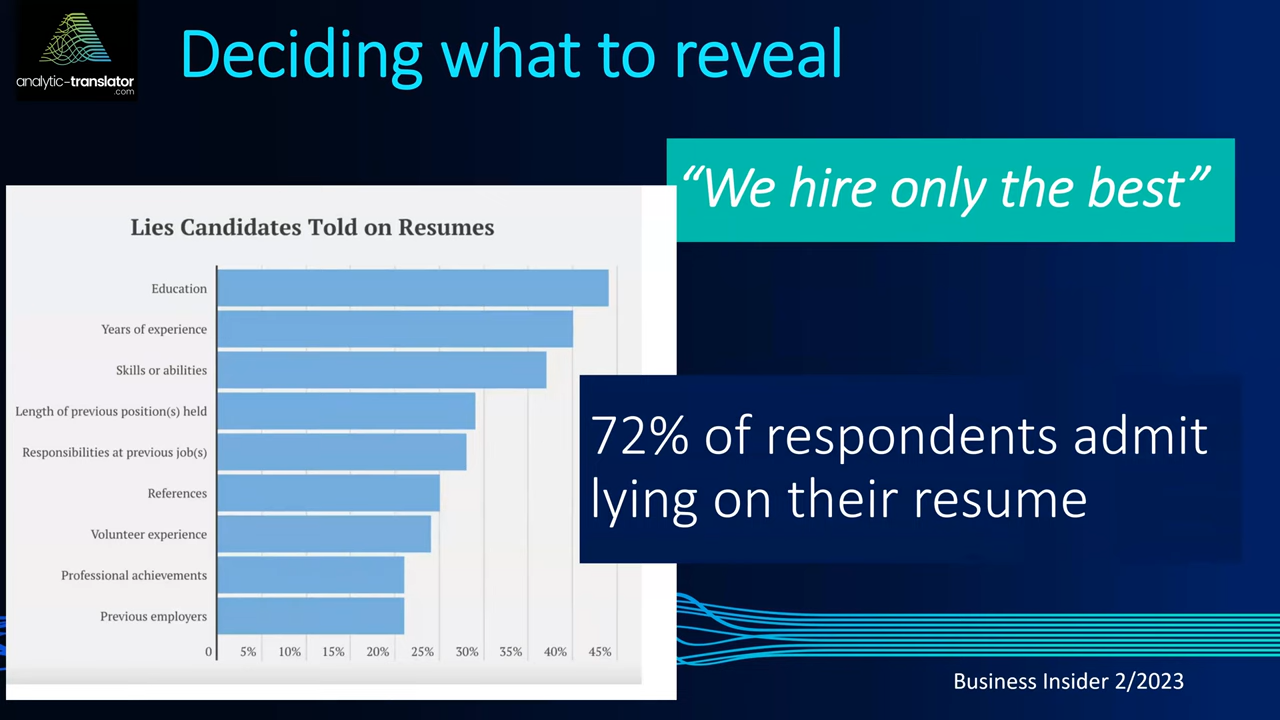 analytic-translator
.com
Deciding what to reveal
“We hire only the best”
Lies Candidates Told on Resumes
Education
Years of experience
Skills or abilities
Length of previous position(s) held
Responsibilities at previous job(s)
References
Volunteer experience
Professional achievements
Previous employers
0 5% 10% 15% 20% 25% 30% 35% 40% 45%
72% of respondents admit
lying on their resume
Business Insider 2/2023